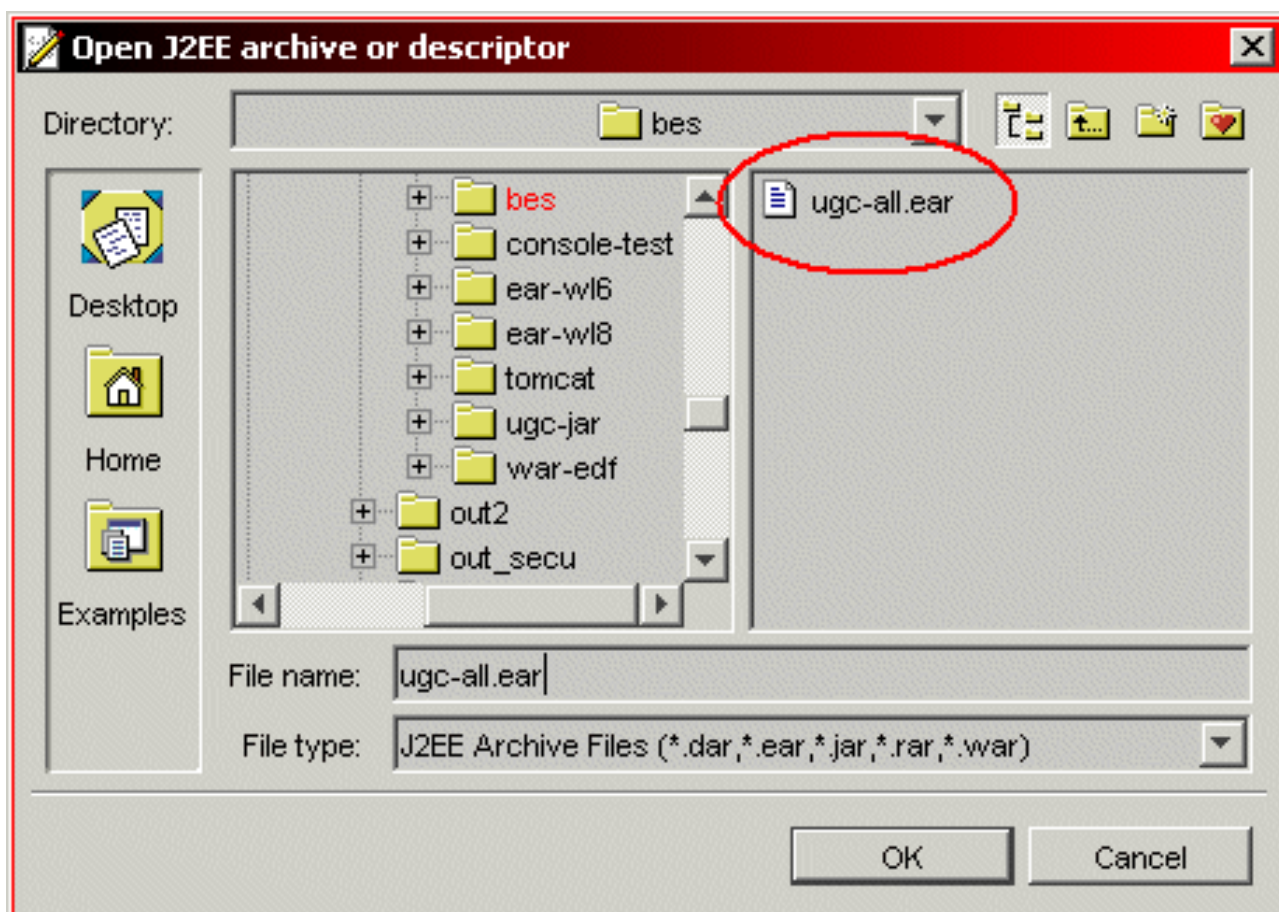 Open J2EE archive or descriptor
Directory:
bes
Desktop
Home
Examples
bes
console-test
ear-wl6
ear-wl8
tomcat
ugc-jar
war-edf
out2
out_secu
ugc-all.ear
File name:
ugc-all.ear
File type:
J2EE Archive Files (*.dar,*.ear,*.jar,*.rar,*.war)
OK
Cancel